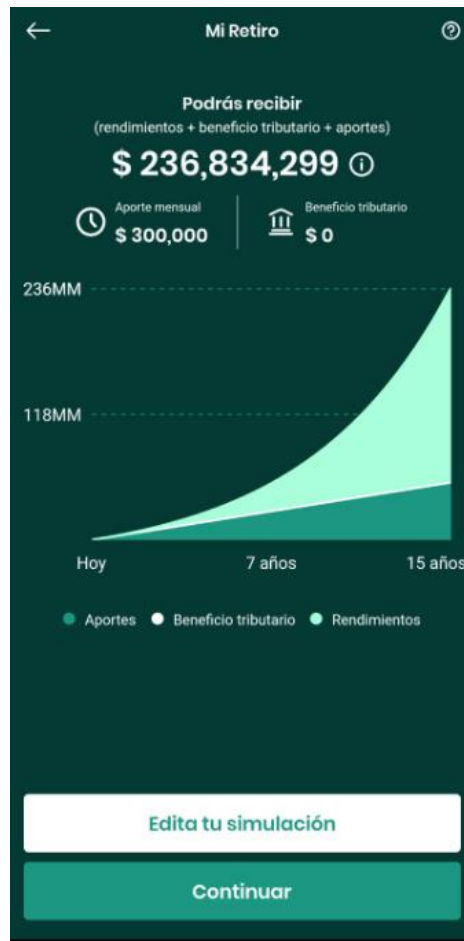 Mi Retiro
Podrás recibir
(rendimientos + beneficio tributario + aportes)
$ 236,834,299
Aporte mensual
$ 300,000
Beneficio tributario
$ 0
236MM
118MM
Hoy
7 años
15 años
Aportes
Beneficio tributario
Rendimientos
Edita tu simulación
Continuar